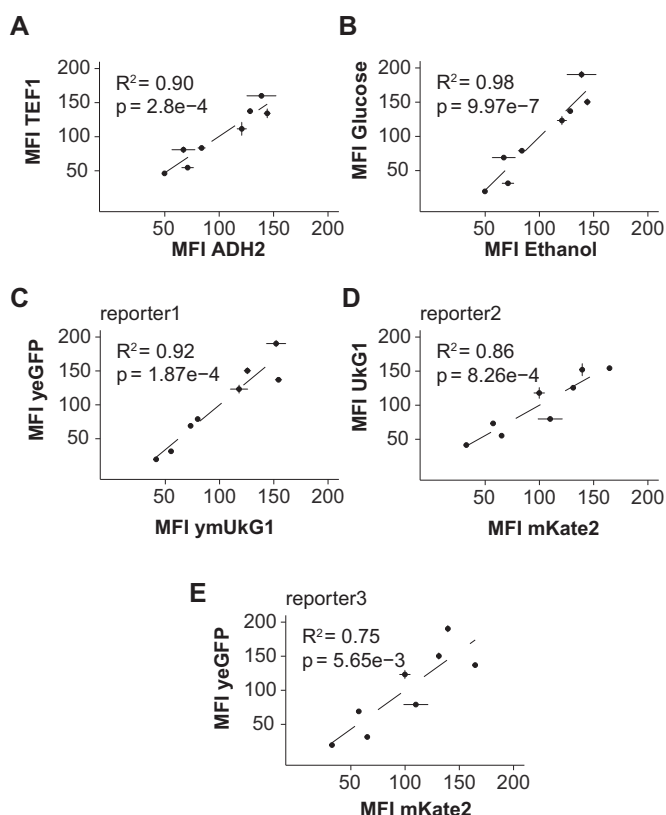 A
MFI TEF1
200
150
100
50
R² = 0.90
p = 2.8e−4
50 100 150 200
MFI ADH2
B
MFI Glucose
200
150
100
50
R² = 0.98
p = 9.97e−7
50 100 150 200
MFI Ethanol
C
reporter1
MFI yeGFP
200
150
100
50
R² = 0.92
p = 1.87e−4
50 100 150 200
MFI ymUkG1
D
reporter2
MFI UkG1
200
150
100
50
R² = 0.86
p = 8.26e−4
50 100 150 200
MFI mKate2
E
reporter3
MFI yeGFP
200
150
100
50
R² = 0.75
p = 5.65e−3
50 100 150 200
MFI mKate2